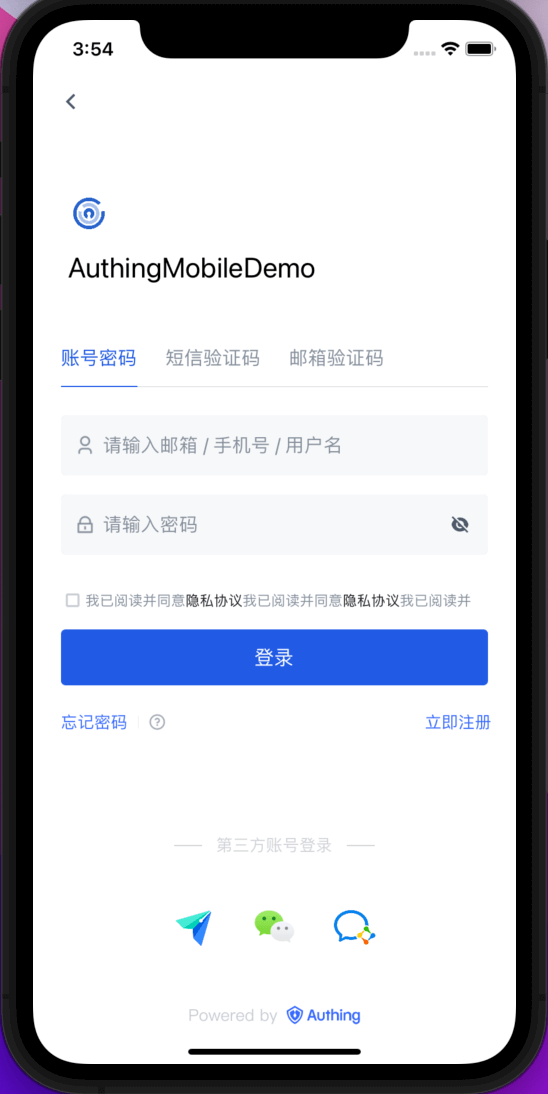 3:54
AuthingMobileDemo
账号密码 短信验证码 邮箱验证码
请输入邮箱 / 手机号 / 用户名
请输入密码
我已阅读并同意隐私协议我已阅读并同意隐私协议我已阅读并
登录
忘记密码 立即注册
第三方账号登录
Powered by Authing